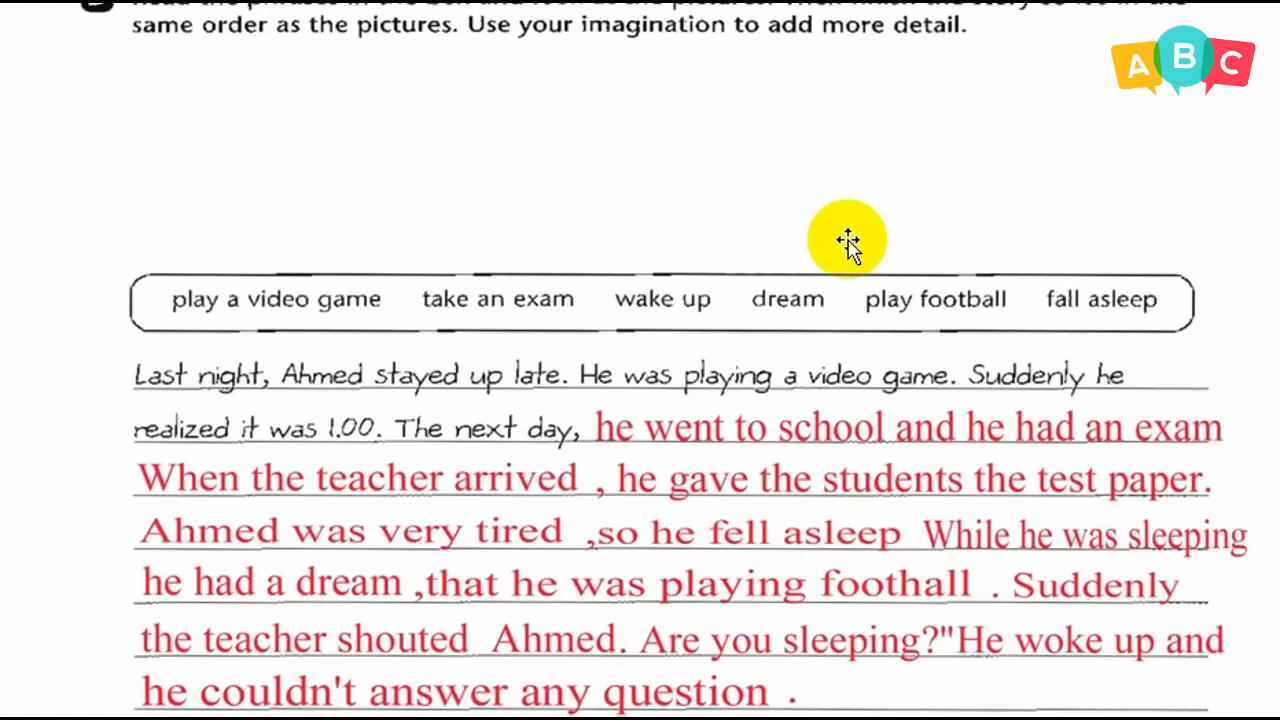 same order as the pictures. Use your imagination to add more detail.
A B C
play a video game take an exam wake up dream play football fall asleep
Last night, Ahmed stayed up late. He was playing a video game. Suddenly he
realized it was 1.00. The next day, he went to school and he had an exam
When the teacher arrived , he gave the students the test paper.
Ahmed was very tired ,so he fell asleep While he was sleeping
he had a dream ,that he was playing foothall . Suddenly
the teacher shouted Ahmed. Are you sleeping?"He woke up and
he couldn't answer any question .